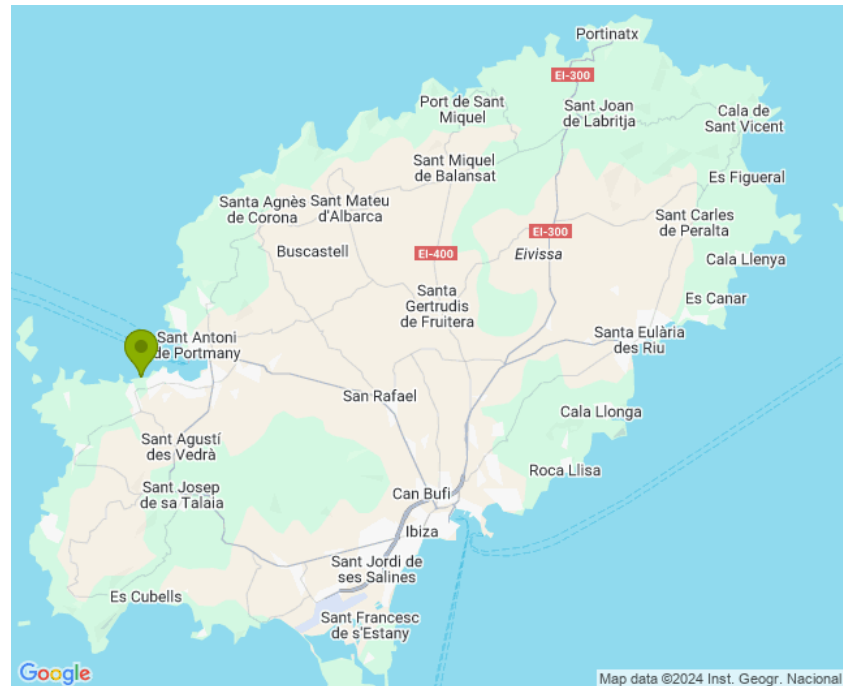 Portinatx
EI-300
Port de Sant
Miquel
Sant Joan
de Labritja
Cala de
Sant Vicent
Sant Miquel
de Balansat
Es Figueral
Santa Agnès
de Corona
Sant Mateu
d'Albarca
Sant Carles
de Peralta
EI-300
Buscastell
EI-400
Eivissa
Cala Llenya
Santa
Gertrudis
de Fruitera
Es Canar
Sant Antoni
de Portmany
Santa Eulària
des Riu
San Rafael
Cala Llonga
Sant Agustí
des Vedrà
Roca Llisa
Sant Josep
de sa Talaia
Can Bufi
Ibiza
Sant Jordi de
ses Salines
Es Cubells
Sant Francesc
de s'Estany
Google
Map data ©2024 Inst. Geogr. Nacional